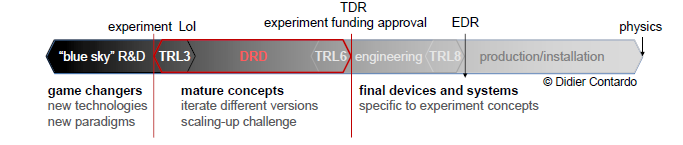 TDR
experiment LoI experiment funding approval EDR physics
“blue sky” R&D TRL3 DRD TRL6 engineering TRL8 production/installation
© Didier Contardo
game changers mature concepts final devices and systems
new technologies iterate different versions specific to experiment concepts
new paradigms scaling-up challenge